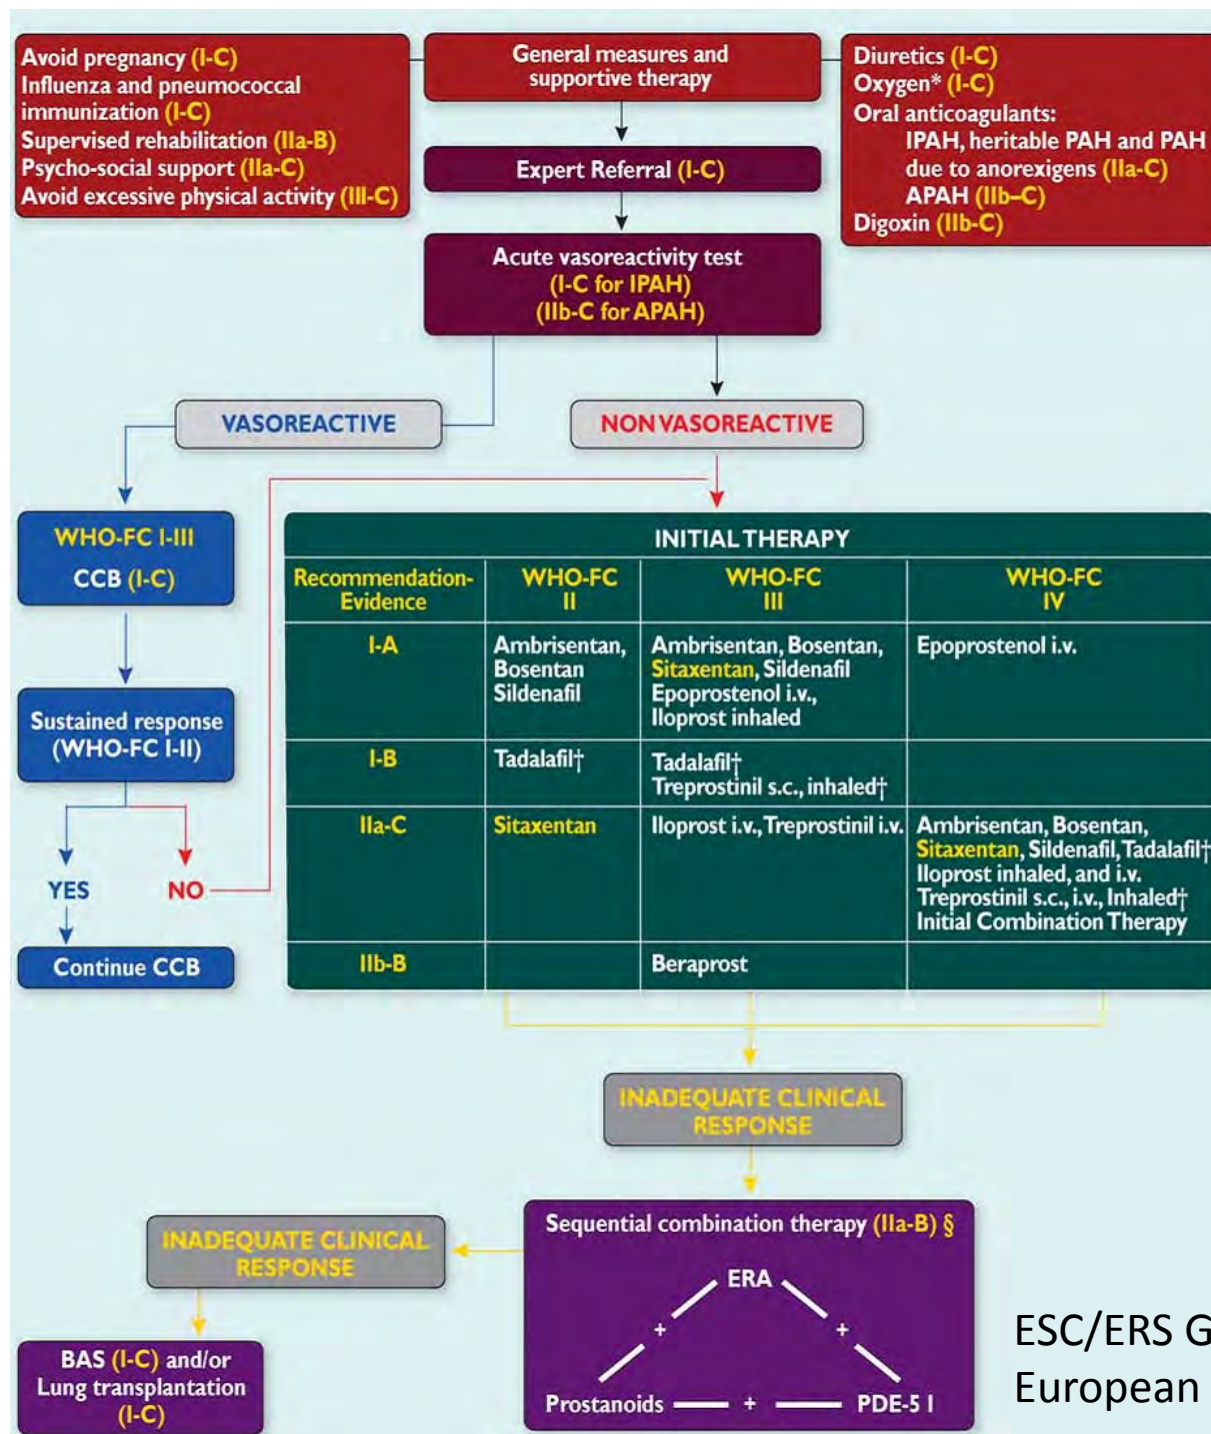 Avoid pregnancy (I-C)
Influenza and pneumococcal
immunization (I-C)
Supervised rehabilitation (IIa-B)
Psycho-social support (IIa-C)
Avoid excessive physical activity (III-C)
General measures and
supportive therapy
Diuretics (I-C)
Oxygen* (I-C)
Oral anticoagulants:
IPAH, heritable PAH and PAH
due to anorexigens (IIa-C)
APAH (IIb–C)
Digoxin (IIb-C)
Expert Referral (I-C)
Acute vasoreactivity test
(I-C for IPAH)
(IIb-C for APAH)
VASOREACTIVE
NON VASOREACTIVE
WHO-FC I-III
CCB (I-C)
Sustained response
(WHO-FC I-II)
YES
NO
Continue CCB
INITIAL THERAPY
Recommendation-
Evidence
WHO-FC
II
WHO-FC
III
WHO-FC
IV
I-A
Ambrisentan,
Bosentan
Sildenafil
Ambrisentan, Bosentan,
Sitaxentan, Sildenafil
Epoprostenol i.v.,
Iloprost inhaled
Epoprostenol i.v.
I-B
Tadalafil†
Tadalafil†
Treprostinil s.c., inhaled†
IIa-C
Sitaxentan
Iloprost i.v., Treprostinil i.v.
Ambrisentan, Bosentan,
Sitaxentan, Sildenafil, Tadalafil†
Iloprost inhaled, and i.v.
Treprostinil s.c., i.v., Inhaled†
Initial Combination Therapy
IIb-B
Beraprost
INADEQUATE CLINICAL
RESPONSE
Sequential combination therapy (IIa-B) §
ERA
+
+
Prostanoids
+
PDE-5 I
INADEQUATE CLINICAL
RESPONSE
BAS (I-C) and/or
Lung transplantation
(I-C)
ESC/ERS G
European